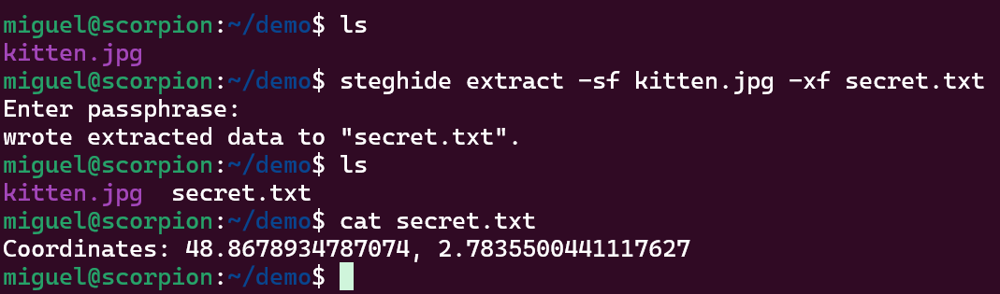 miguel@scorpion:~/demo$ ls
kitten.jpg
miguel@scorpion:~/demo$ steghide extract -sf kitten.jpg -xf secret.txt
Enter passphrase:
wrote extracted data to "secret.txt".
miguel@scorpion:~/demo$ ls
kitten.jpg  secret.txt
miguel@scorpion:~/demo$ cat secret.txt
Coordinates: 48.8678934787074, 2.7835500441117627
miguel@scorpion:~/demo$